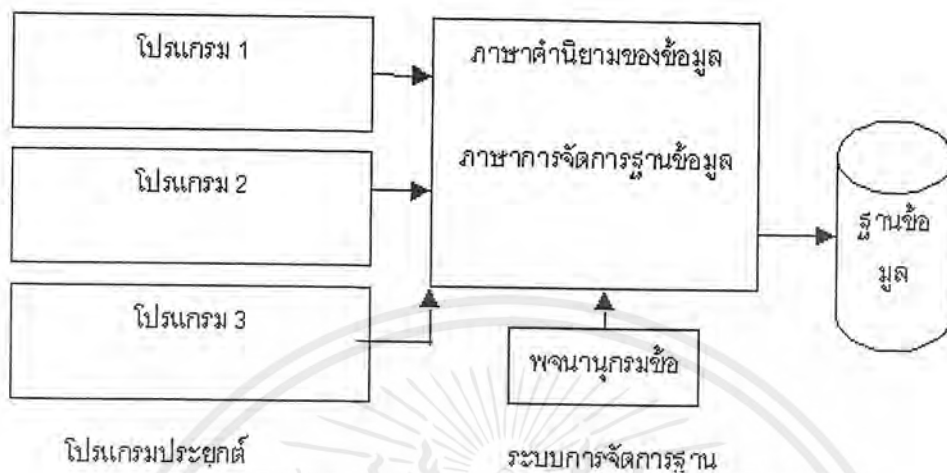 โปรแกรม 1
ภาษาคำนิยามของข้อมูล
ภาษาการจัดการฐานข้อมูล
โปรแกรม 2
ฐานข้อ
มูล
โปรแกรม 3
พจนานุกรมข้อ
โปรแกรมประยุกต์
ระบบการจัดการฐาน